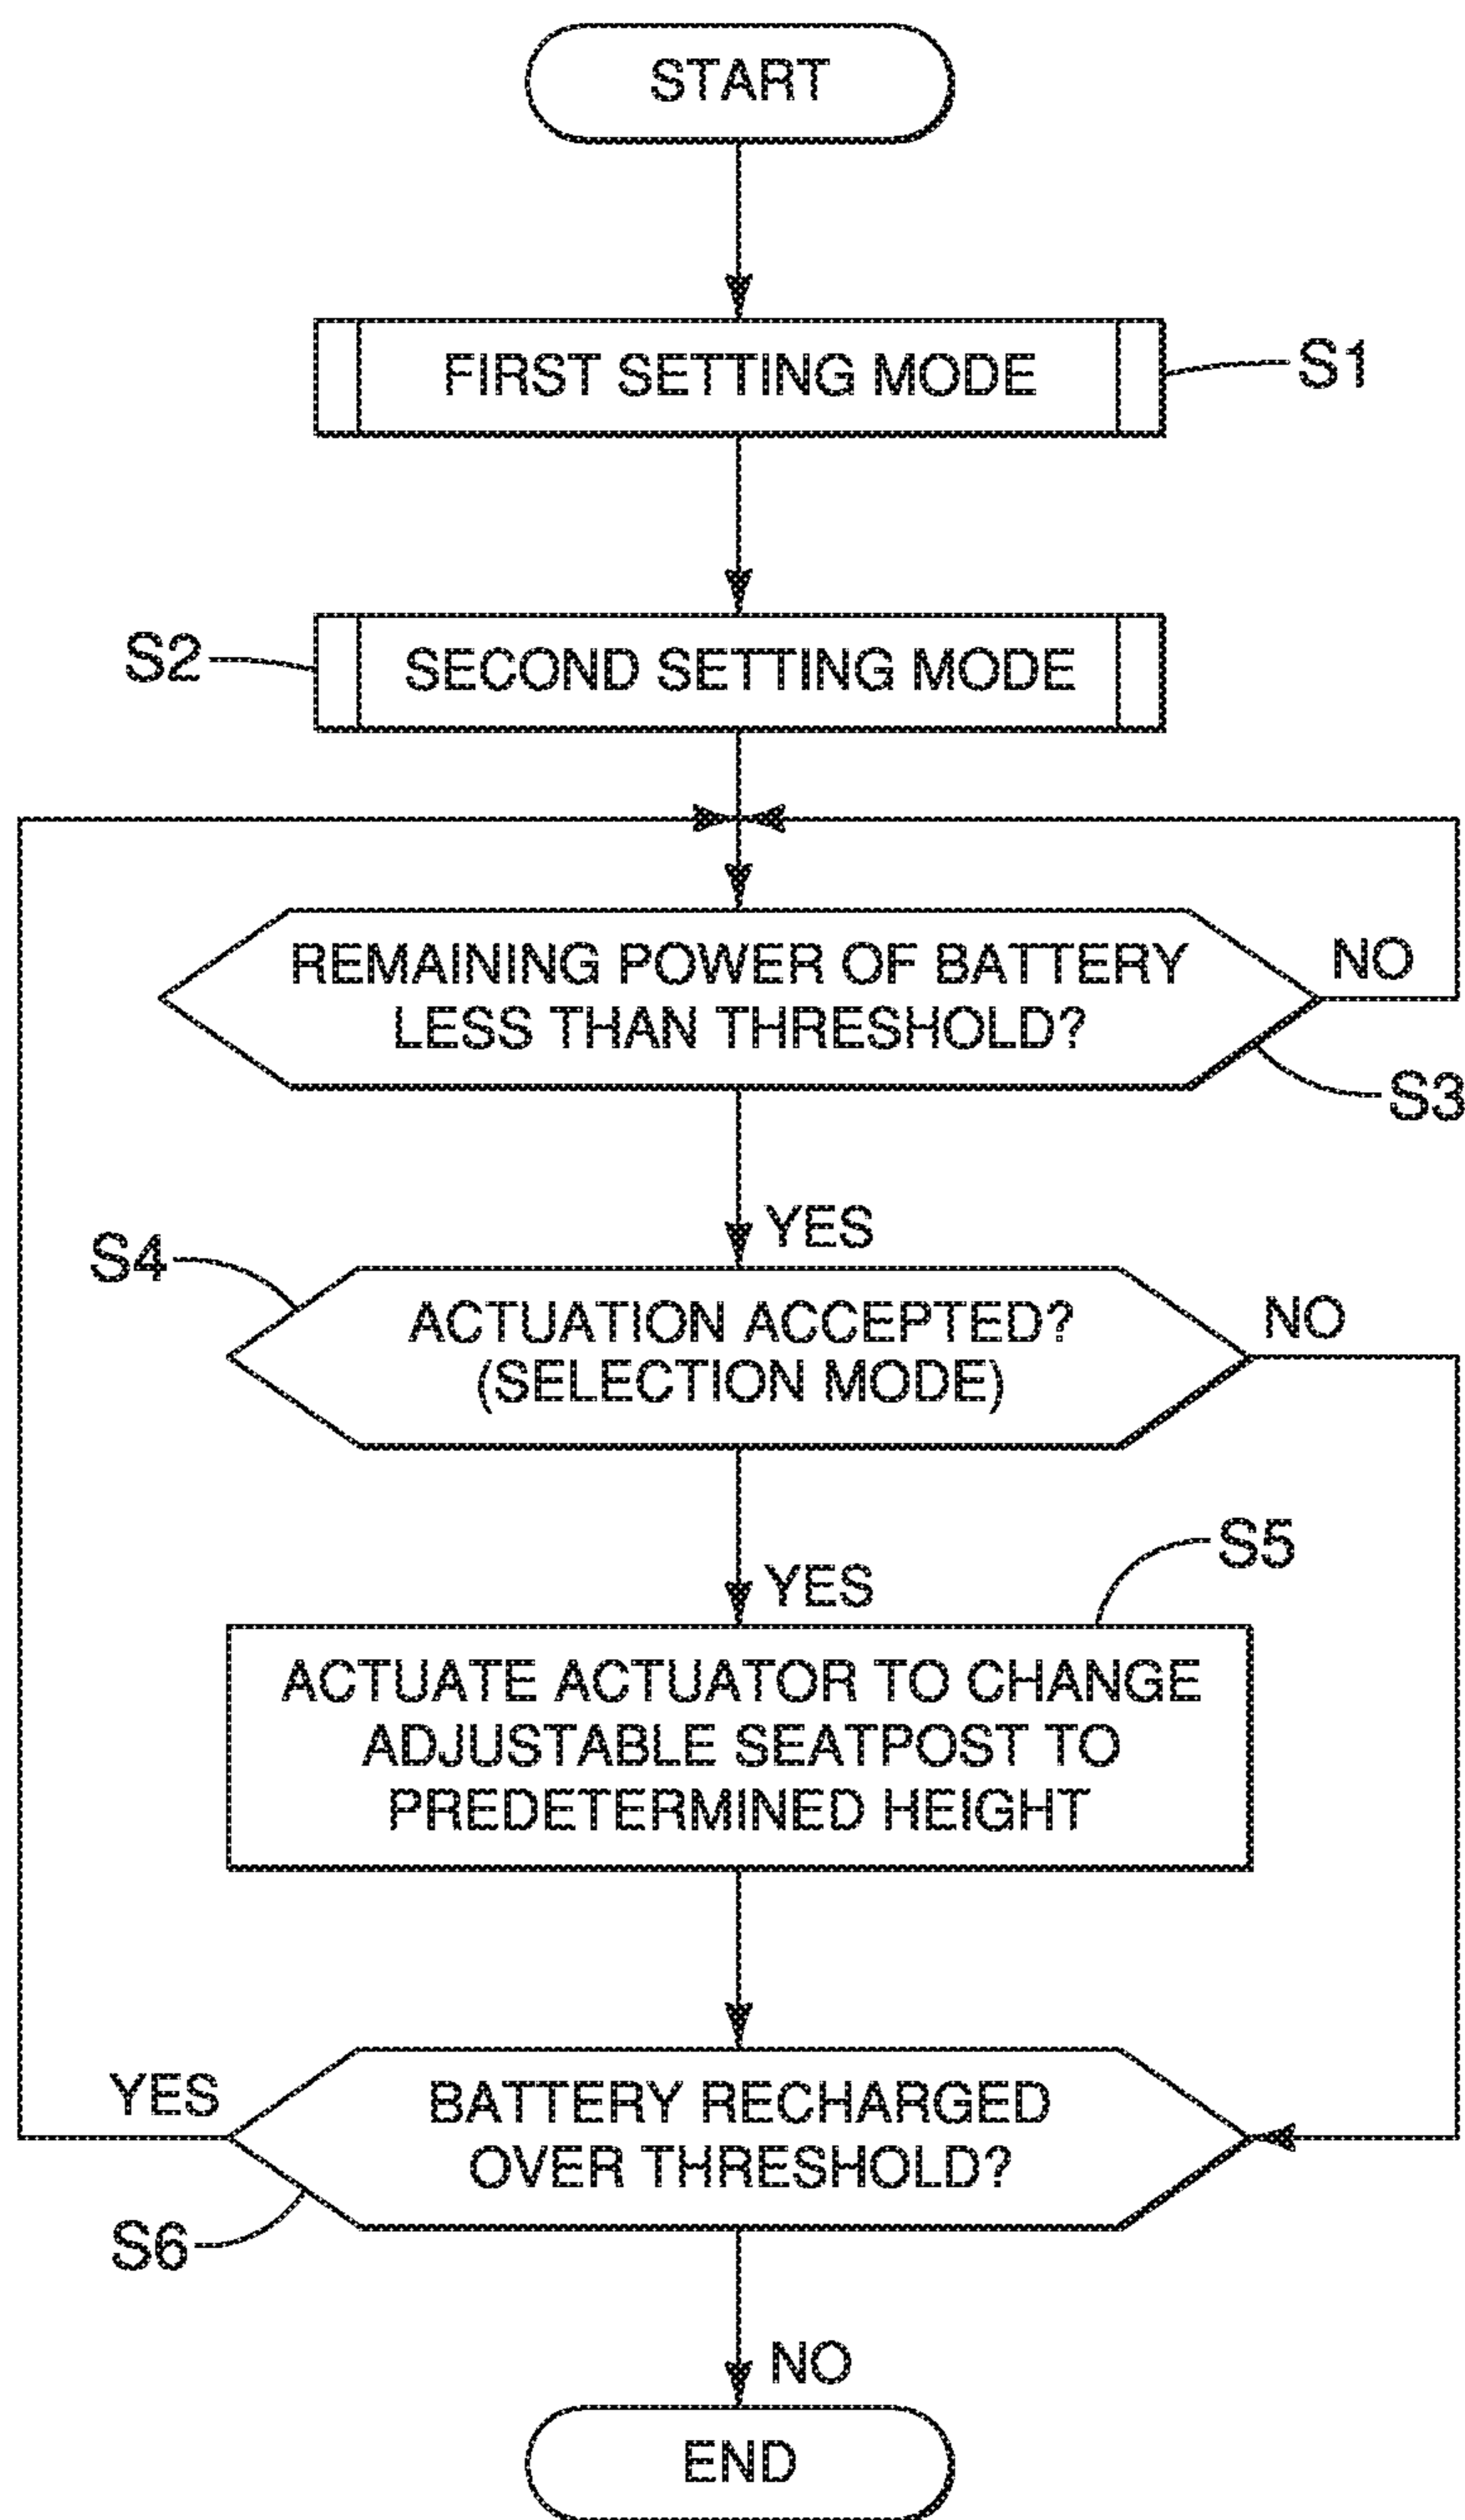 START
FIRST SETTING MODE
S1
S2
SECOND SETTING MODE
REMAINING POWER OF BATTERY
LESS THAN THRESHOLD?
NO
S3
YES
S4
ACTUATION ACCEPTED?
(SELECTION MODE)
NO
YES
S5
ACTUATE ACTUATOR TO CHANGE
ADJUSTABLE SEATPOST TO
PREDETERMINED HEIGHT
YES
BATTERY RECHARGED
OVER THRESHOLD?
S6
NO
END